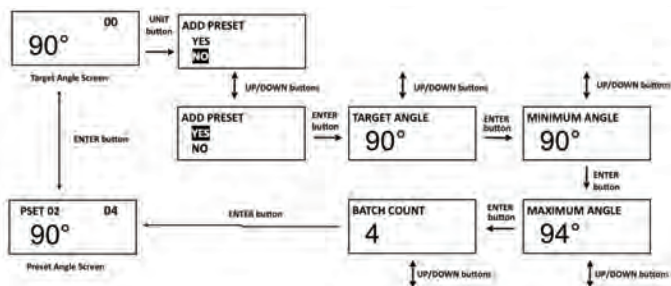 00
90°
Target Angle Screen
UNIT
button
ADD PRESET
YES
NO
UP/DOWN buttons
ENTER button
ADD PRESET
YES
NO
ENTER
button
UP/DOWN buttons
TARGET ANGLE
90°
ENTER
button
UP/DOWN buttons
MINIMUM ANGLE
90°
ENTER
button
MAXIMUM ANGLE
94°
UP/DOWN buttons
ENTER
button
BATCH COUNT
4
UP/DOWN buttons
ENTER button
PSET 02 04
90°
Preset Angle Screen